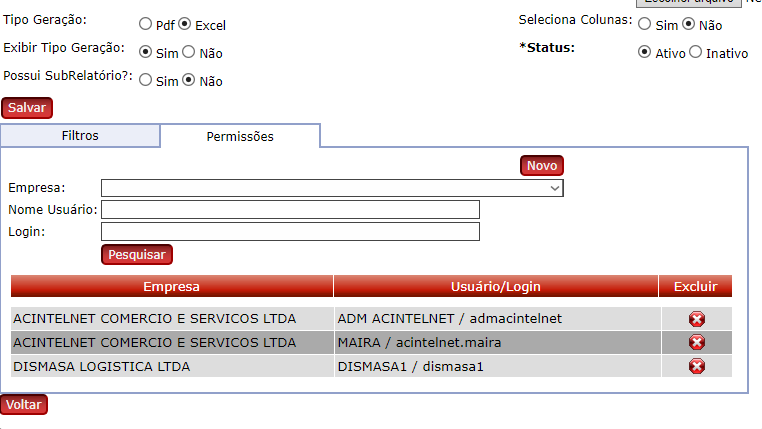 Escolher arquivo
Tipo Geração: Pdf Excel Seleciona Colunas: Sim Não
Exibir Tipo Geração: Sim Não *Status: Ativo Inativo
Possui SubRelatório?: Sim Não
Salvar
Filtros Permissões
Novo
Empresa:
Nome Usuário:
Login:
Pesquisar
Empresa Usuário/Login Excluir
ACINTELNET COMERCIO E SERVICOS LTDA ADM ACINTELNET / admacintelnet
ACINTELNET COMERCIO E SERVICOS LTDA MAIRA / acintelnet.maira
DISMASA LOGISTICA LTDA DISMASA1 / dismasa1
Voltar